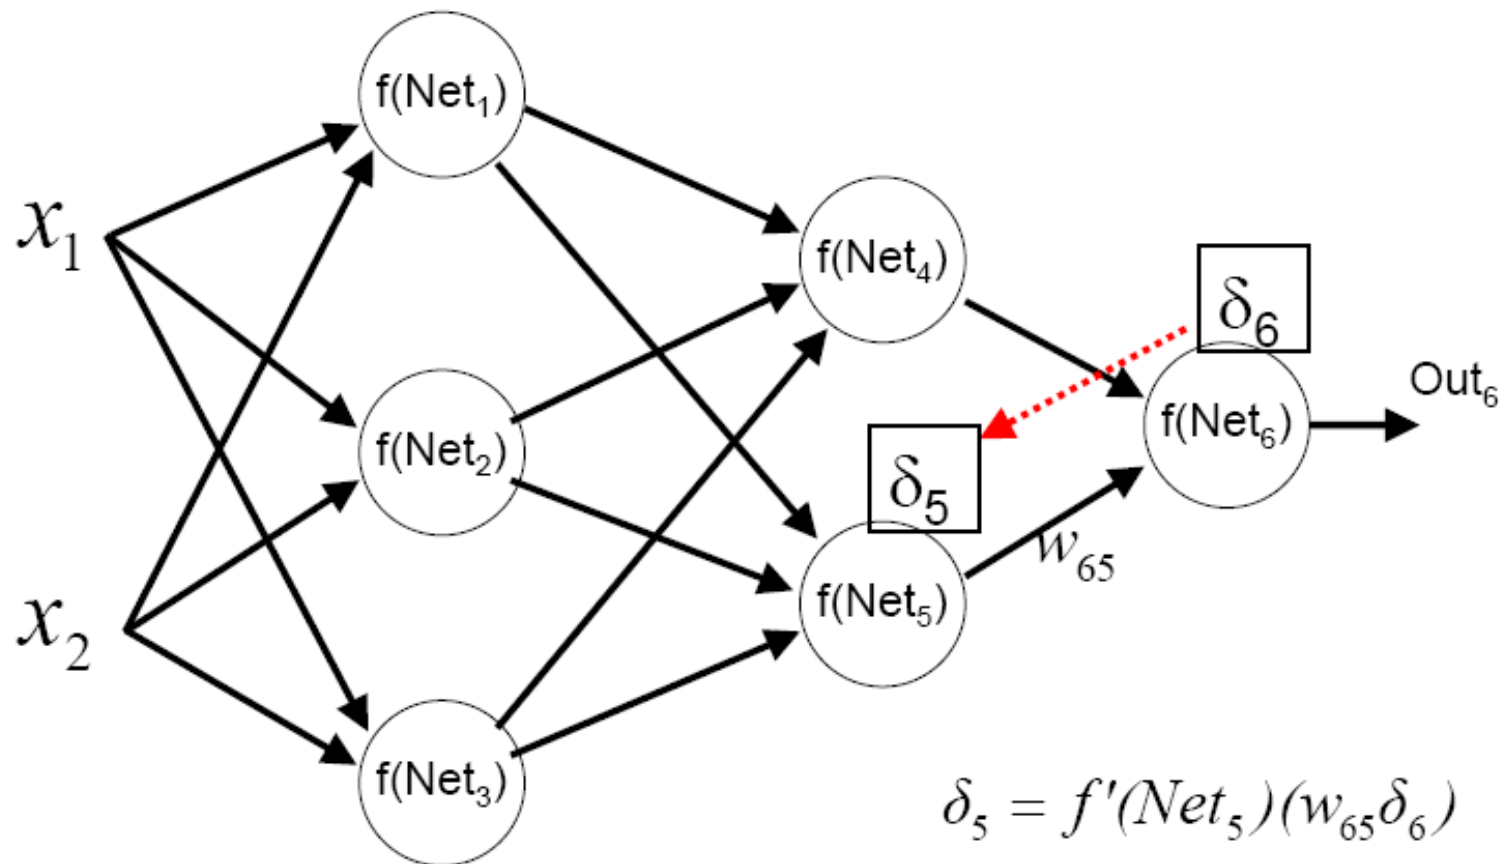 f(Net₁)
x₁
f(Net₄)
δ₆
Out₆
f(Net₆)
f(Net₂)
δ₅
w₆₅
f(Net₅)
x₂
f(Net₃)
δ₅ = f'(Net₅)(w₆₅δ₆)